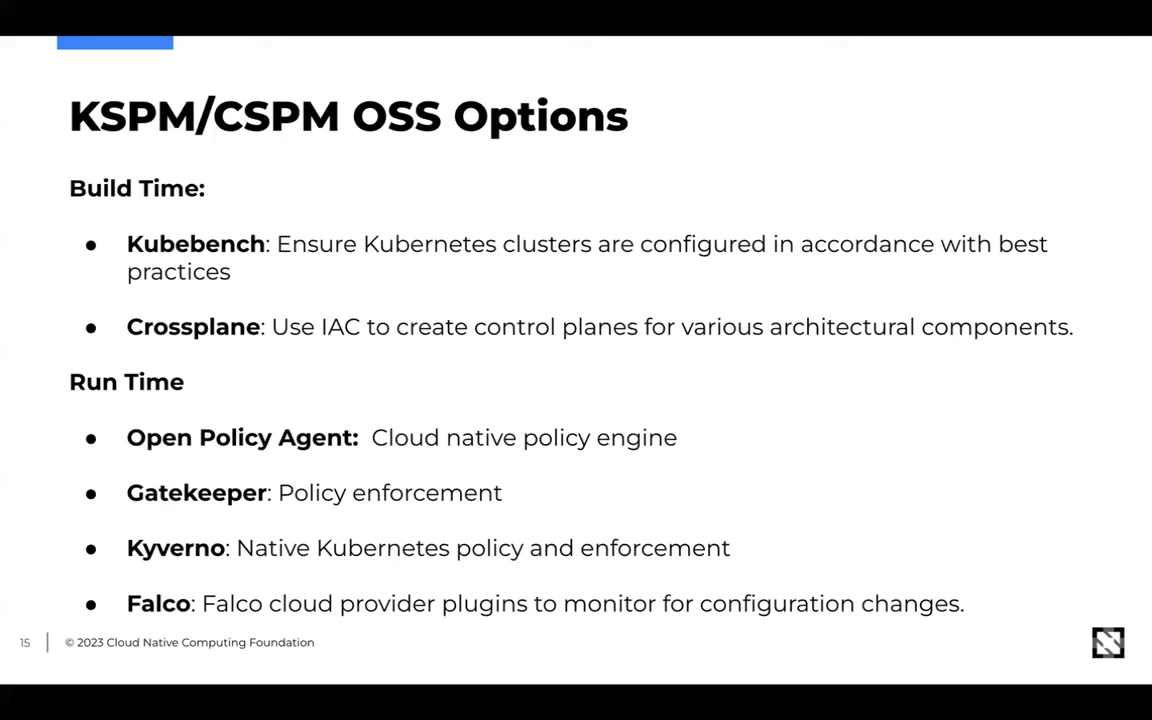 KSPM/CSPM OSS Options
Build Time:
● Kubebench: Ensure Kubernetes clusters are configured in accordance with best
practices
● Crossplane: Use IAC to create control planes for various architectural components.
Run Time
● Open Policy Agent: Cloud native policy engine
● Gatekeeper: Policy enforcement
● Kyverno: Native Kubernetes policy and enforcement
● Falco: Falco cloud provider plugins to monitor for configuration changes.
15 | © 2023 Cloud Native Computing Foundation